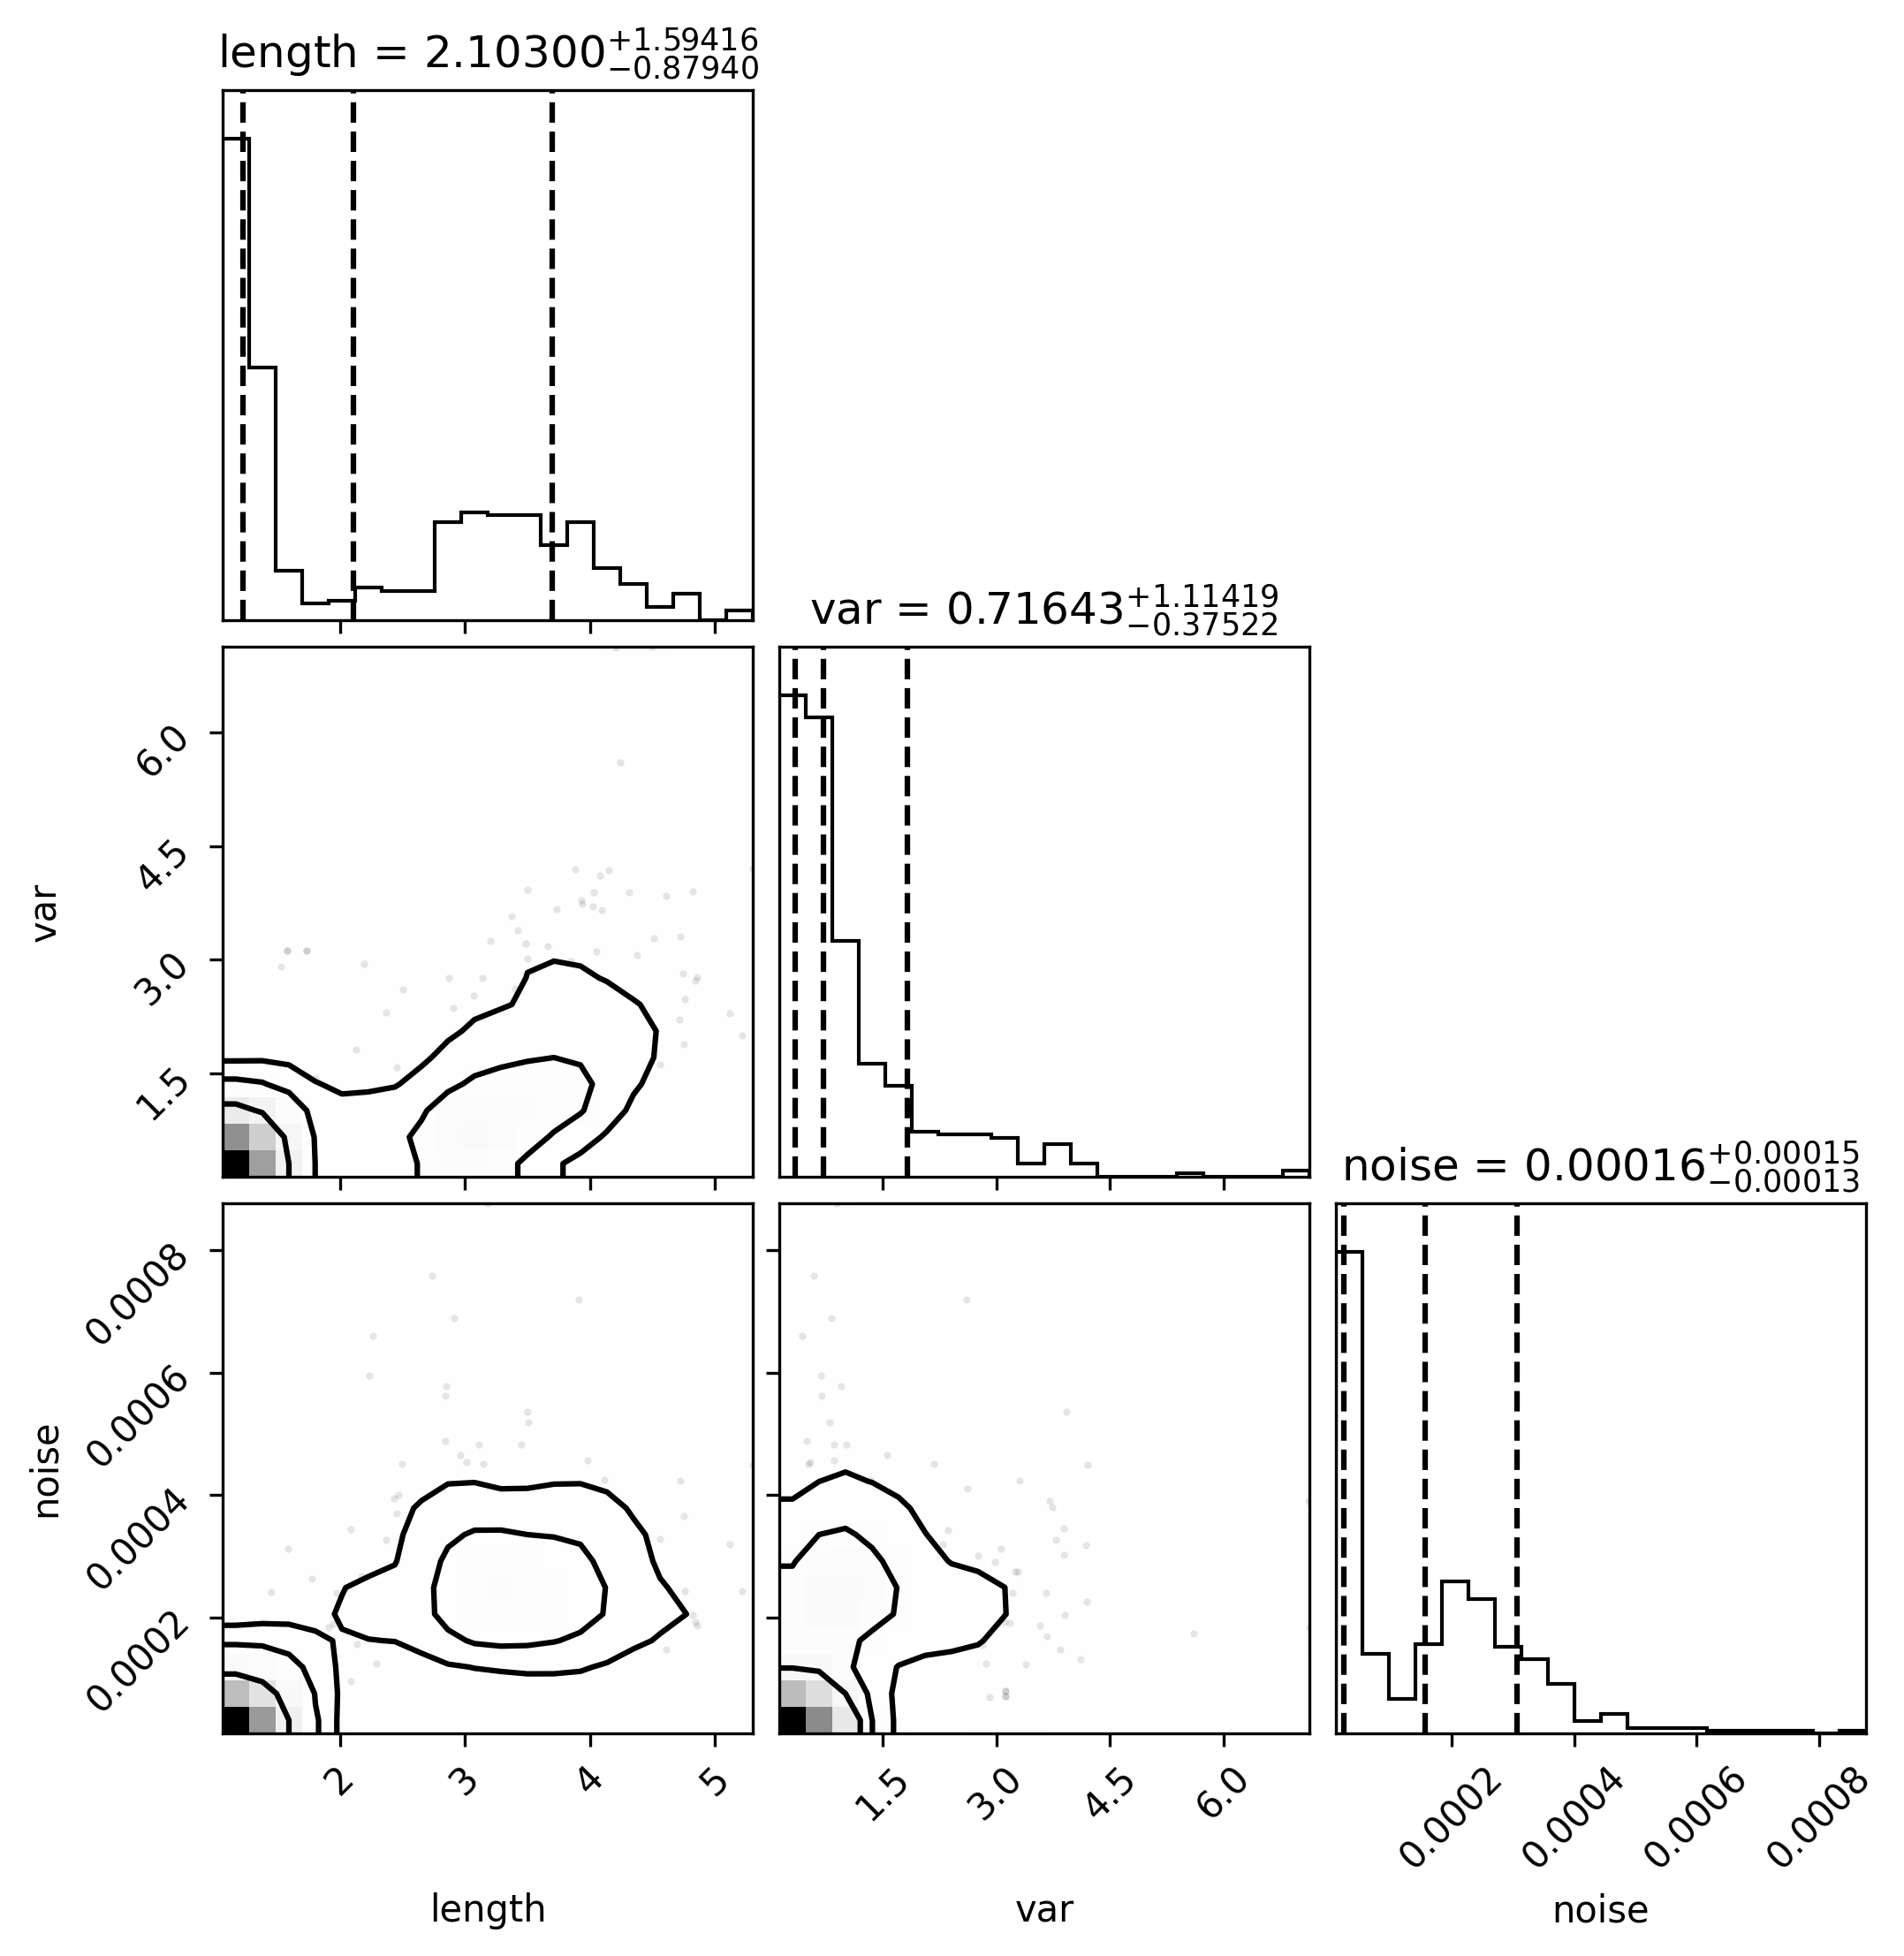 length = 2.10300+1.59416−0.87940
var = 0.71643+1.11419−0.37522
6.0
4.5
3.0
1.5
var
noise = 0.00016+0.00015−0.00013
0.0008
0.0006
0.0004
0.0002
noise
2 3 4 5
1.5 3.0 4.5 6.0
0.0002 0.0004 0.0006 0.0008
length
var
noise